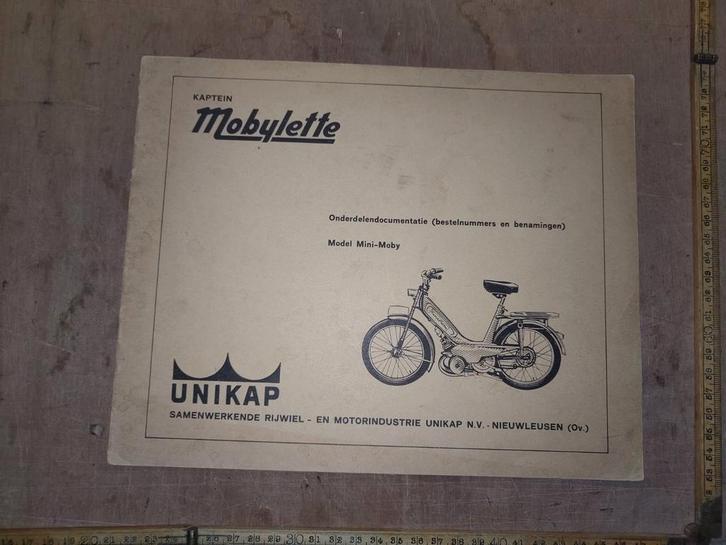 KAPTEIN
Mobylette
Onderdelendocumentatie (bestelnummers en benamingen)
Model Mini-Moby
UNIKAP
SAMENWERKENDE RIJWIEL - EN MOTORINDUSTRIE UNIKAP N.V. - NIEUWLEUSEN (Ov.)